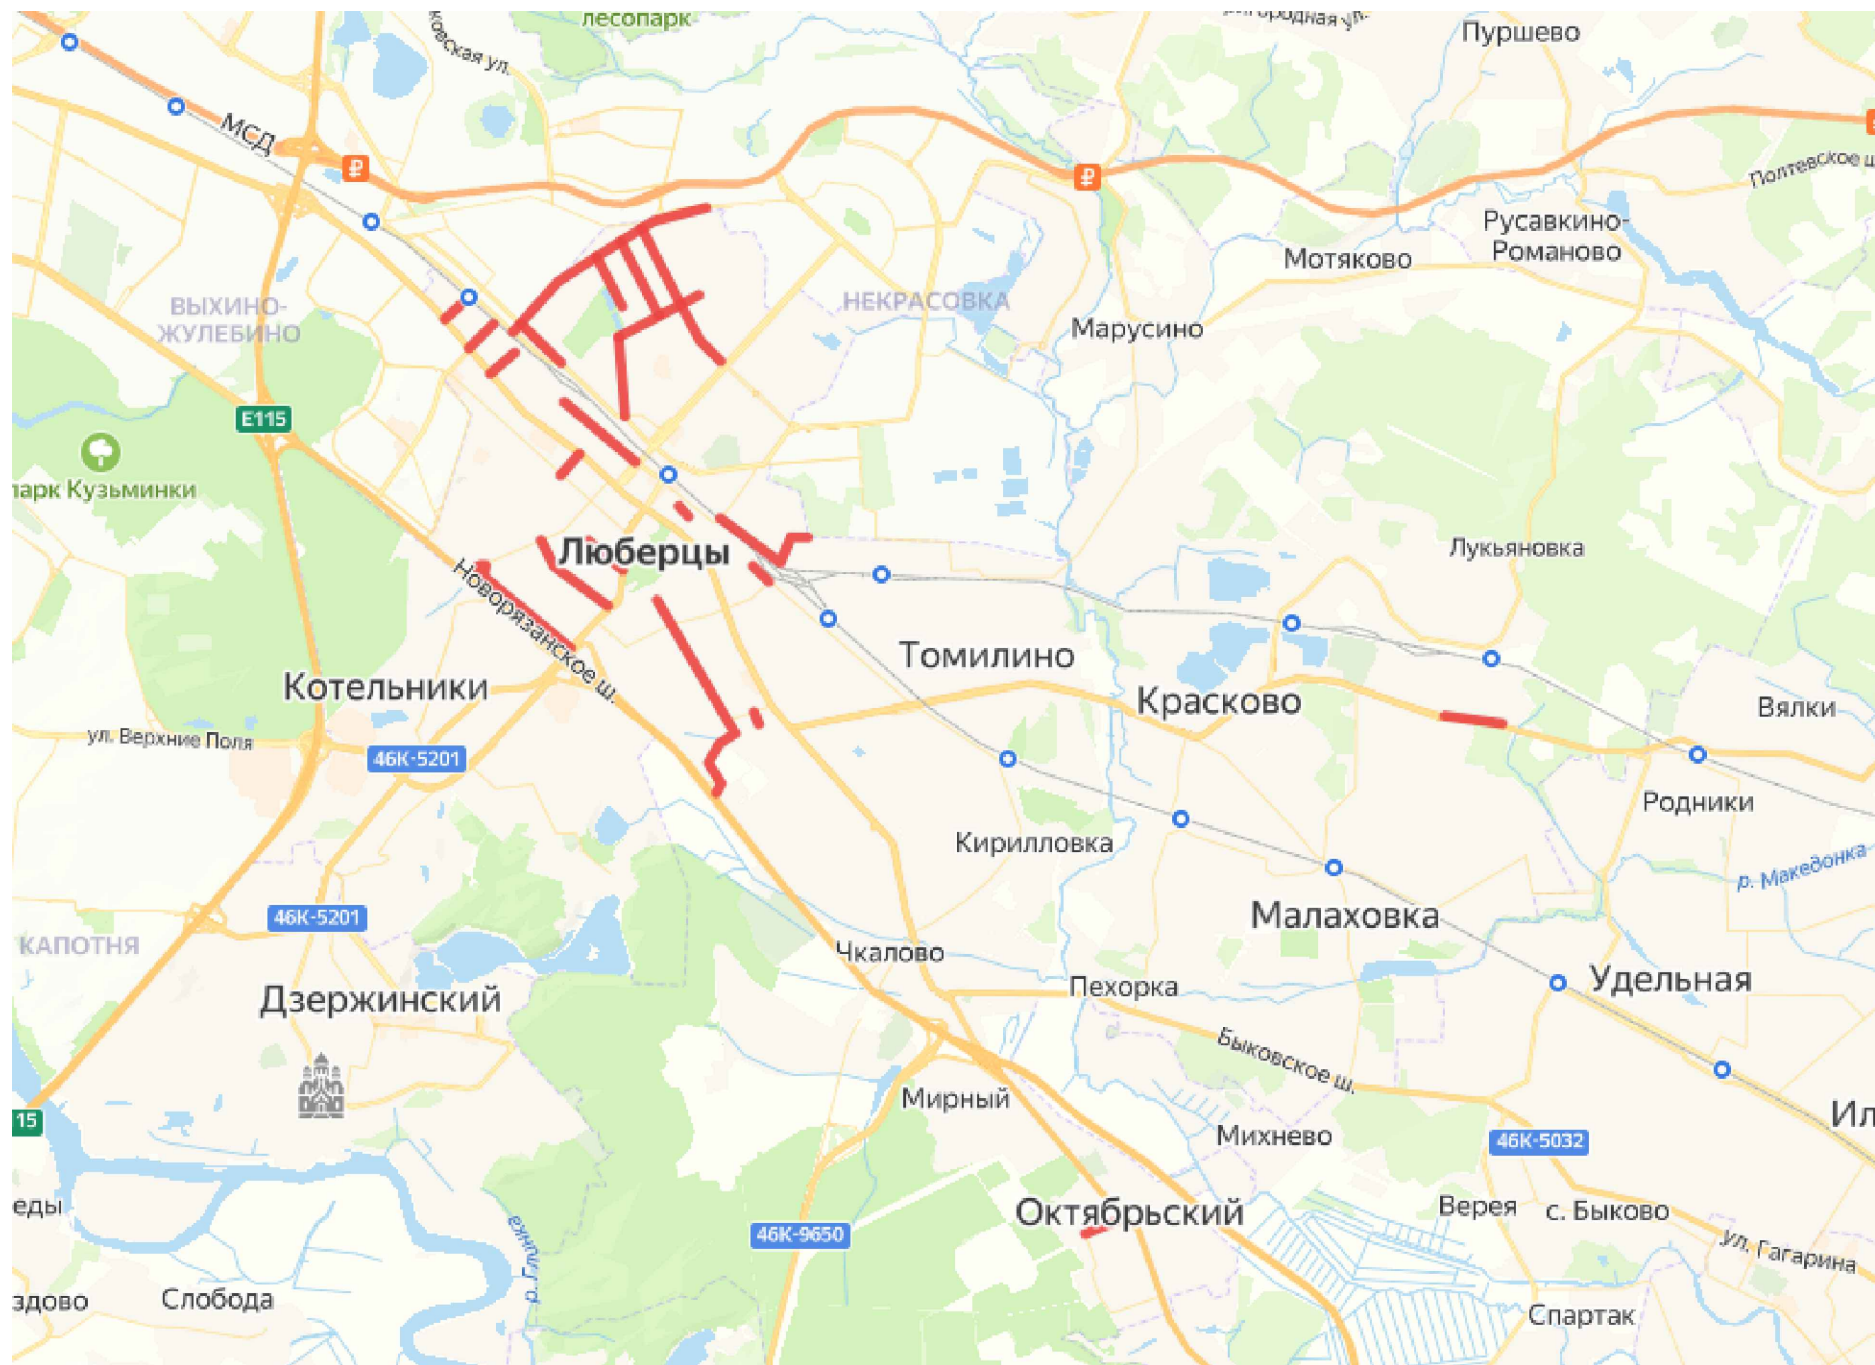 лесопарк
Пуршево
МСД
₽
₽
Полтевское
Русавкино-
Романово
Мотяково
ВЫХИНО-
ЖУЛЕБИНО
НЕКРАСОВКА
Марусино
E115
парк Кузьминки
Лукьяновка
Люберцы
Новорязанское ш.
Томилино
Котельники
Красково
Вялки
ул. Верхние Поля
46К-5201
Родники
Кирилловка
р. Македонка
46К-5201
Малаховка
КАПОТНЯ
Чкалово
Удельная
Дзержинский
Пехорка
Быковское ш.
Мирный
15
Ил
Михнево
46К-5032
еды
Октябрьский
Верея
с. Быково
46К-9650
р. Глушиха
ул. Гагарина
здово
Слобода
Спартак